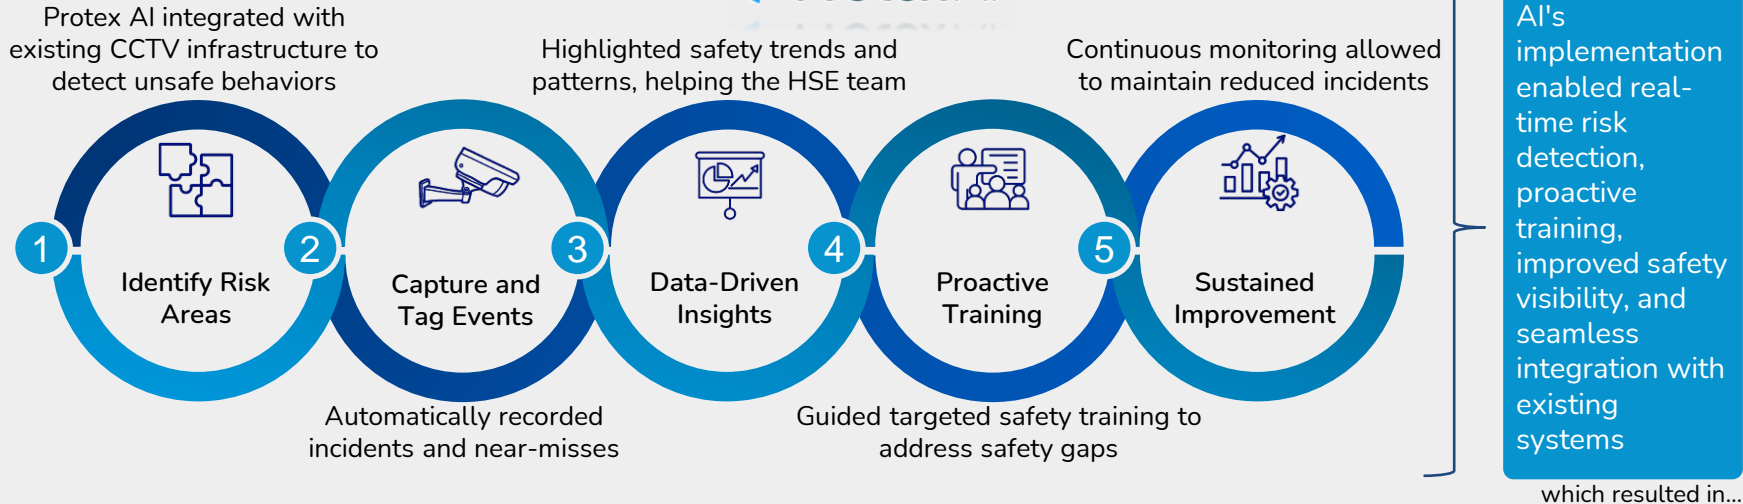 Protex AI integrated with
existing CCTV infrastructure to
detect unsafe behaviors
Highlighted safety trends and
patterns, helping the HSE team
Continuous monitoring allowed
to maintain reduced incidents
1
Identify Risk
Areas
2
Capture and
Tag Events
3
Data-Driven
Insights
4
Proactive
Training
5
Sustained
Improvement
Automatically recorded
incidents and near-misses
Guided targeted safety training to
address safety gaps
AI's
implementation
enabled real-
time risk
detection,
proactive
training,
improved safety
visibility, and
seamless
integration with
existing
systems
which resulted in...